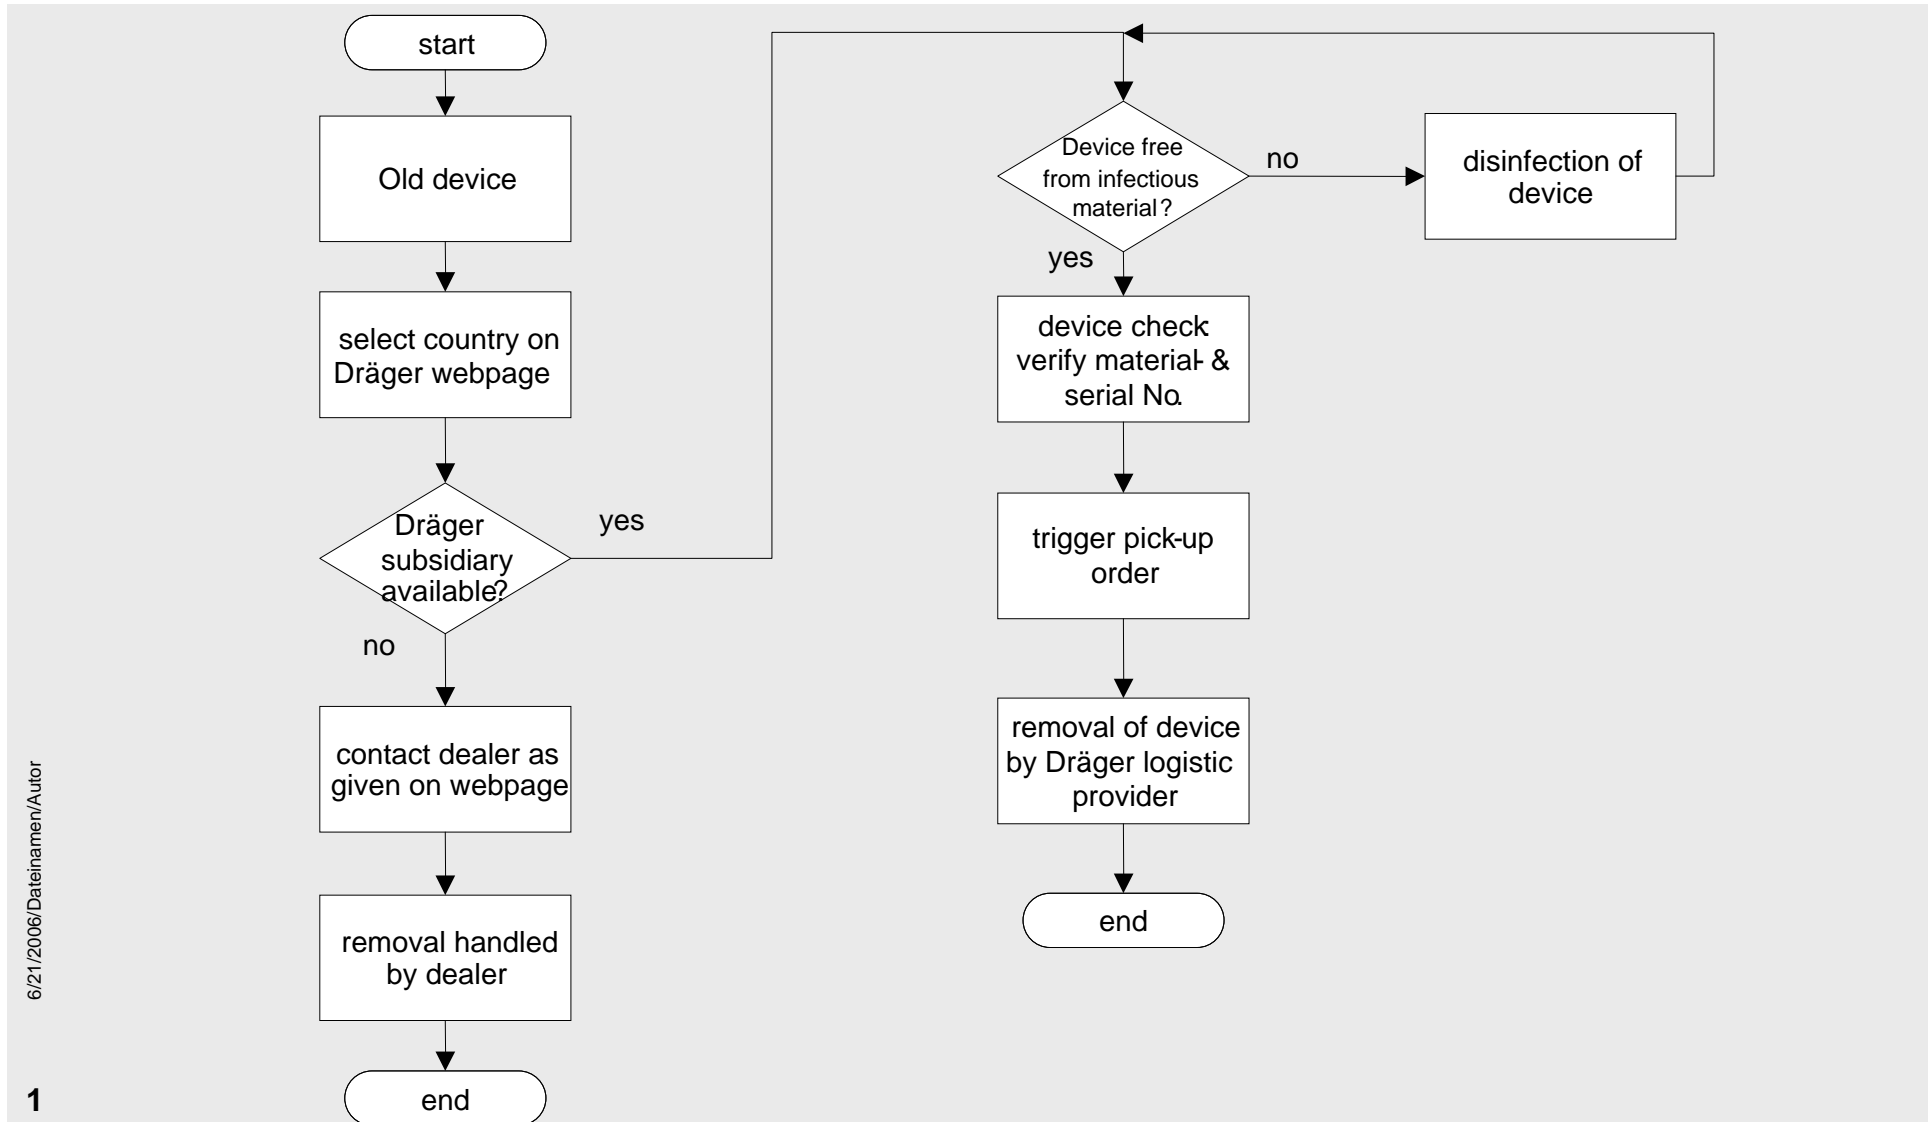 start
Old device
select country on
Dräger webpage
Dräger
subsidiary
available?
yes
no
contact dealer as
given on webpage
removal handled
by dealer
end
Device free
from infectious
material?
no
disinfection of
device
yes
device check:
verify material- &
serial No.
trigger pick-up
order
removal of device
by Dräger logistic
provider
end
6/21/2006/Dateinamen/Autor
1